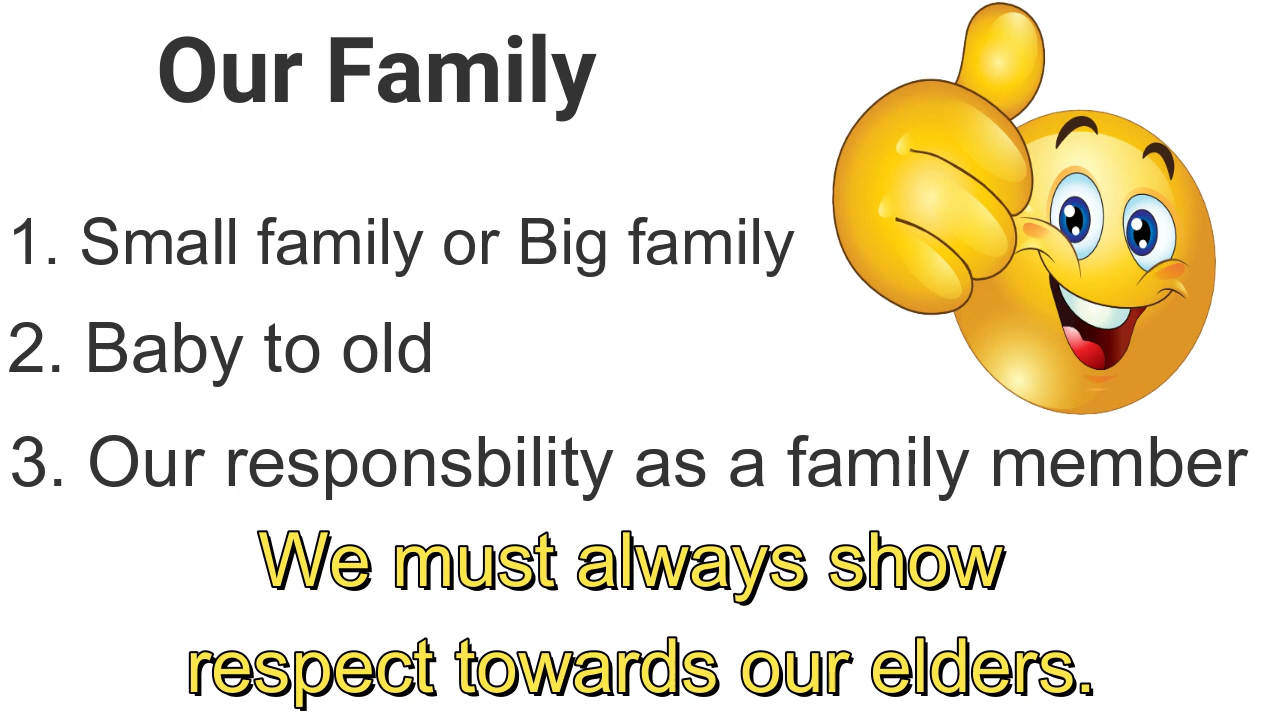 Our Family
1. Small family or Big family
2. Baby to old
3. Our responsbility as a family member
We must always show
respect towards our elders.